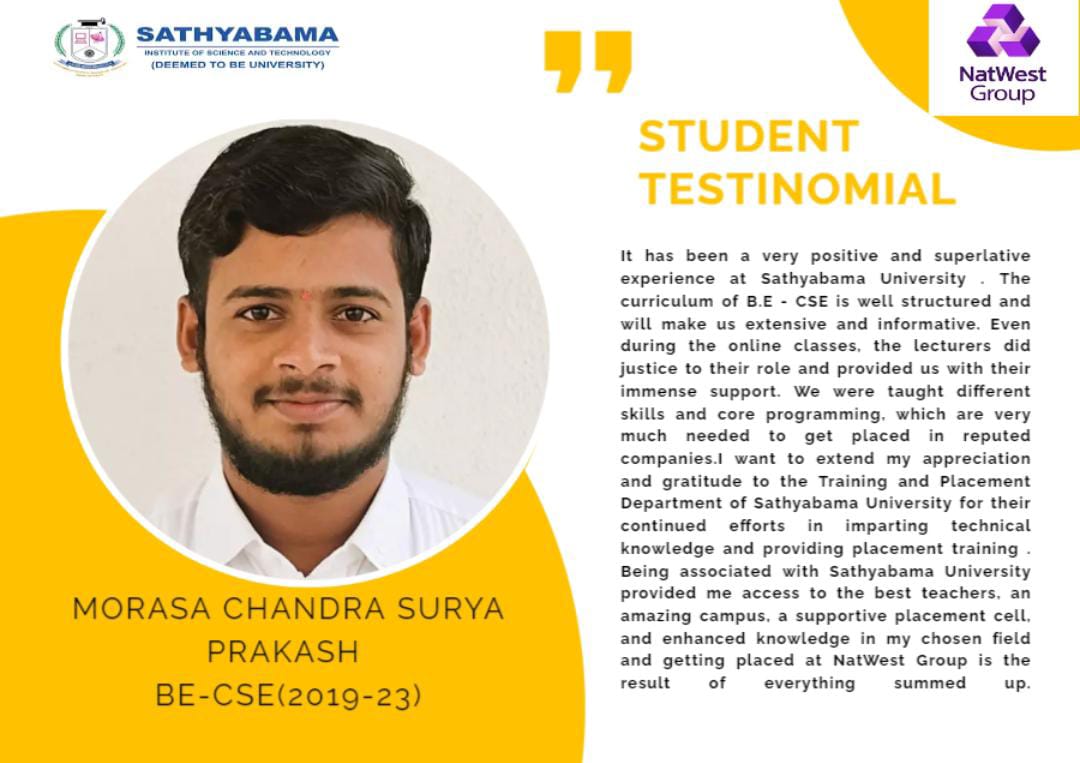 SATHYABAMA
INSTITUTE OF SCIENCE AND TECHNOLOGY
(DEEMED TO BE UNIVERSITY)
NatWest
Group
STUDENT
TESTINOMIAL
It has been a very positive and superlative
experience at Sathyabama University . The
curriculum of B.E - CSE is well structured and
will make us extensive and informative. Even
during the online classes, the lecturers did
justice to their role and provided us with their
immense support. We were taught different
skills and core programming, which are very
much needed to get placed in reputed
companies.I want to extend my appreciation
and gratitude to the Training and Placement
Department of Sathyabama University for their
continued efforts in imparting technical
knowledge and providing placement training .
Being associated with Sathyabama University
provided me access to the best teachers, an
amazing campus, a supportive placement cell,
and enhanced knowledge in my chosen field
and getting placed at NatWest Group is the
result of everything summed up.
MORASA CHANDRA SURYA
PRAKASH
BE-CSE(2019-23)